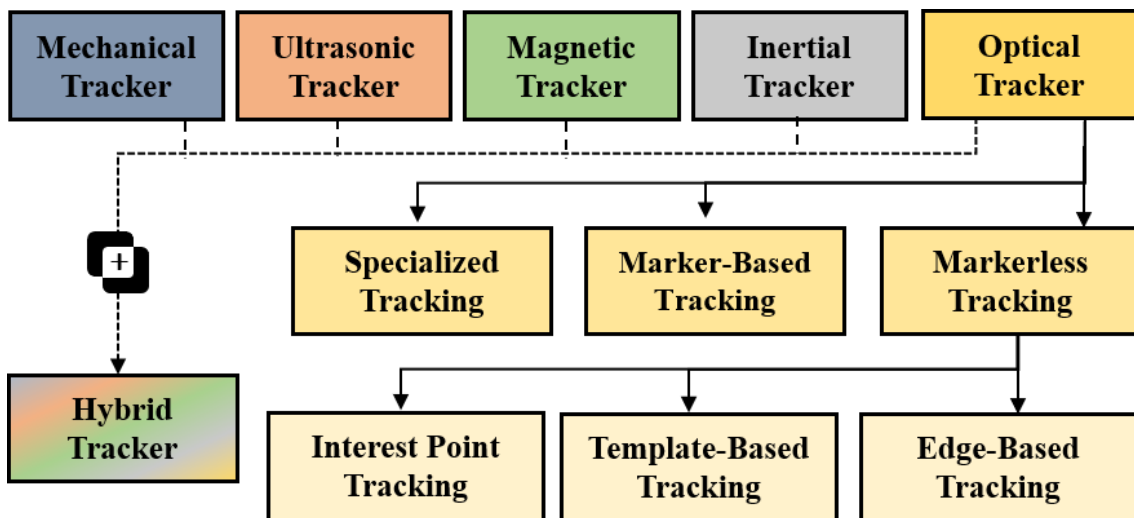 Mechanical
Tracker
Ultrasonic
Tracker
Magnetic
Tracker
Inertial
Tracker
Optical
Tracker
Specialized
Tracking
Marker-Based
Tracking
Markerless
Tracking
+
Hybrid
Tracker
Interest Point
Tracking
Template-Based
Tracking
Edge-Based
Tracking